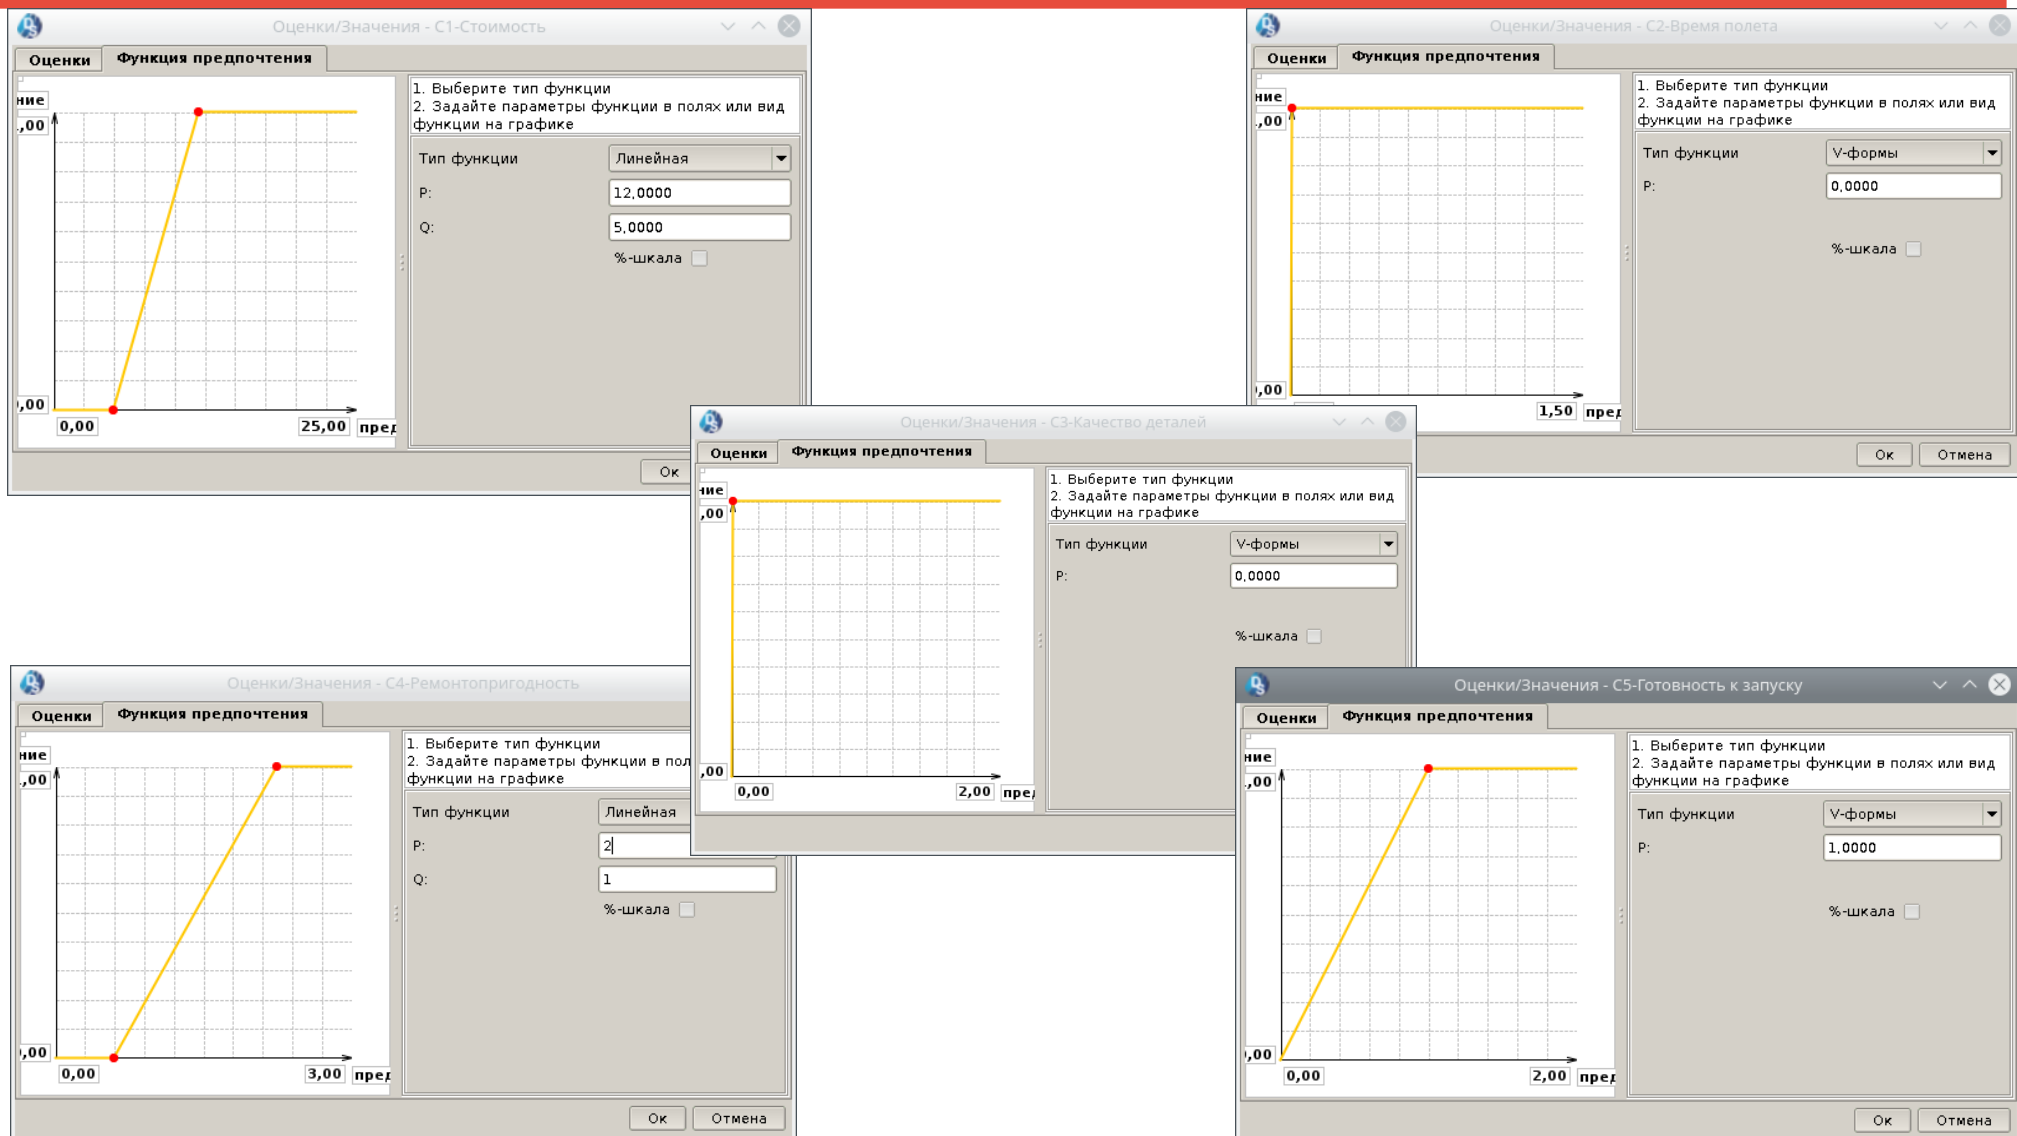 Оценки/Значения - С1-Стоимость
Оценки
Функция предпочтения
ние
,00
,00
0,00
25,00
пред
1. Выберите тип функции
2. Задайте параметры функции в полях или вид
функции на графике
Тип функции
Линейная
P:
12,0000
Q:
5,0000
%-шкала
Ок
Оценки/Значения - С2-Время полета
Оценки
Функция предпочтения
ние
,00
,00
1,50
пред
1. Выберите тип функции
2. Задайте параметры функции в полях или вид
функции на графике
Тип функции
V-формы
P:
0,0000
%-шкала
Ок
Отмена
Оценки/Значения - С3-Качество деталей
Оценки
Функция предпочтения
ние
,00
,00
0,00
2,00
пред
1. Выберите тип функции
2. Задайте параметры функции в полях или вид
функции на графике
Тип функции
V-формы
P:
0,0000
%-шкала
Оценки/Значения - С4-Ремонтопригодность
Оценки
Функция предпочтения
ние
,00
,00
0,00
3,00
пред
1. Выберите тип функции
2. Задайте параметры функции в пол
функции на графике
Тип функции
Линейная
P:
2
Q:
1
%-шкала
Ок
Отмена
Оценки/Значения - С5-Готовность к запуску
Оценки
Функция предпочтения
ние
,00
,00
0,00
2,00
пред
1. Выберите тип функции
2. Задайте параметры функции в полях или вид
функции на графике
Тип функции
V-формы
P:
1,0000
%-шкала
Ок
Отмена